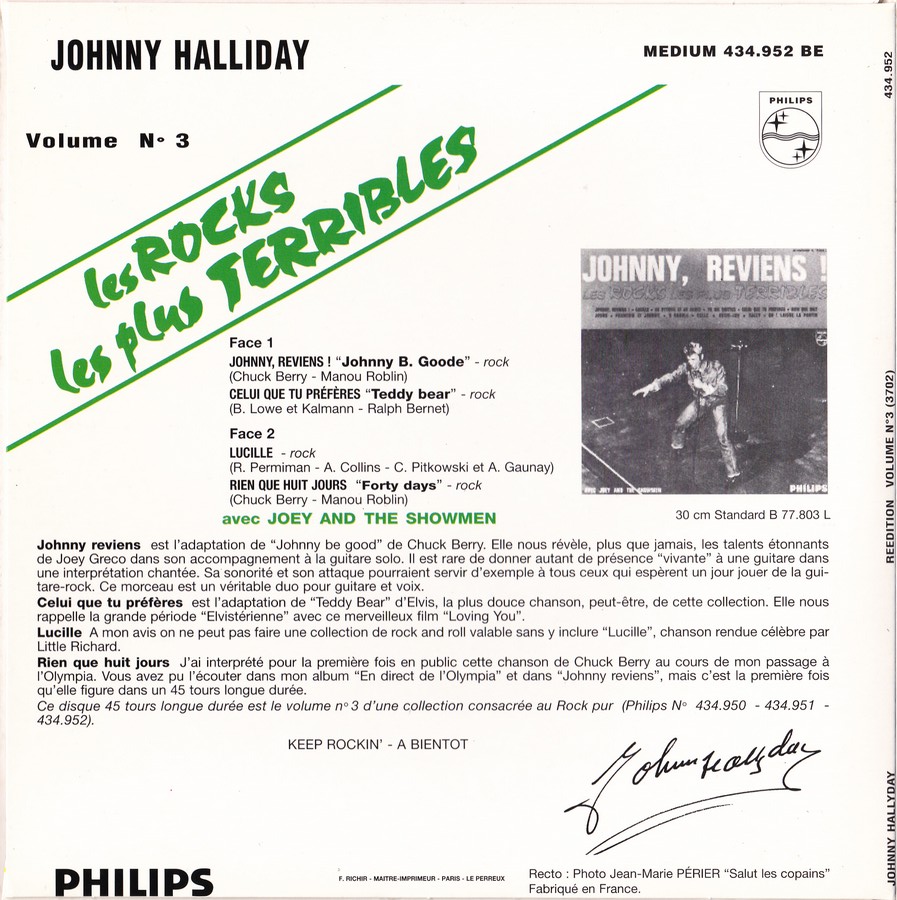 JOHNNY HALLIDAY
MEDIUM 434.952 BE
434.952
PHILIPS
Volume N° 3
les ROCKS
les plus TERRIBLES
JOHNNY, REVIENS !
les ROCKS les plus TERRIBLES
AVEC JOEY AND THE SHOWMEN
PHILIPS
30 cm Standard B 77.803 L
Face 1
JOHNNY, REVIENS ! “Johnny B. Goode” - rock
(Chuck Berry - Manou Roblin)
CELUI QUE TU PRÉFÈRES “Teddy bear” - rock
(B. Lowe et Kalmann - Ralph Bernet)
Face 2
LUCILLE - rock
(R. Permiman - A. Collins - C. Pitkowski et A. Gaunay)
RIEN QUE HUIT JOURS “Forty days” - rock
(Chuck Berry - Manou Roblin)
avec JOEY AND THE SHOWMEN
REEDITION VOLUME N°3 (3702)
Johnny reviens est l’adaptation de “Johnny be good” de Chuck Berry. Elle nous révèle, plus que jamais, les talents étonnants
de Joey Greco dans son accompagnement à la guitare solo. Il est rare de donner autant de présence “vivante” à une guitare dans
une interprétation chantée. Sa sonorité et son attaque pourraient servir d’exemple à tous ceux qui espèrent un jour jouer de la gui-
tare-rock. Ce morceau est un véritable duo pour guitare et voix.
Celui que tu préfères est l’adaptation de “Teddy Bear” d’Elvis, la plus douce chanson, peut-être, de cette collection. Elle nous
rappelle la grande période “Elvistérienne” avec ce merveilleux film “Loving You”.
Lucille A mon avis on ne peut pas faire une collection de rock and roll valable sans y inclure “Lucille”, chanson rendue célèbre par
Little Richard.
Rien que huit jours J’ai interprété pour la première fois en public cette chanson de Chuck Berry au cours de mon passage à
l’Olympia. Vous avez pu l’écouter dans mon album “En direct de l’Olympia” et dans “Johnny reviens”, mais c’est la première fois
qu’elle figure dans un 45 tours longue durée.
Ce disque 45 tours longue durée est le volume n° 3 d’une collection consacrée au Rock pur (Philips N° 434.950 - 434.951 -
434.952).
KEEP ROCKIN’ - A BIENTOT
Johnny Hallyday
JOHNNY HALLYDAY
PHILIPS
F. RICHIR - MAITRE-IMPRIMEUR - PARIS - LE PERREUX
Recto : Photo Jean-Marie PÉRIER “Salut les copains”
Fabriqué en France.